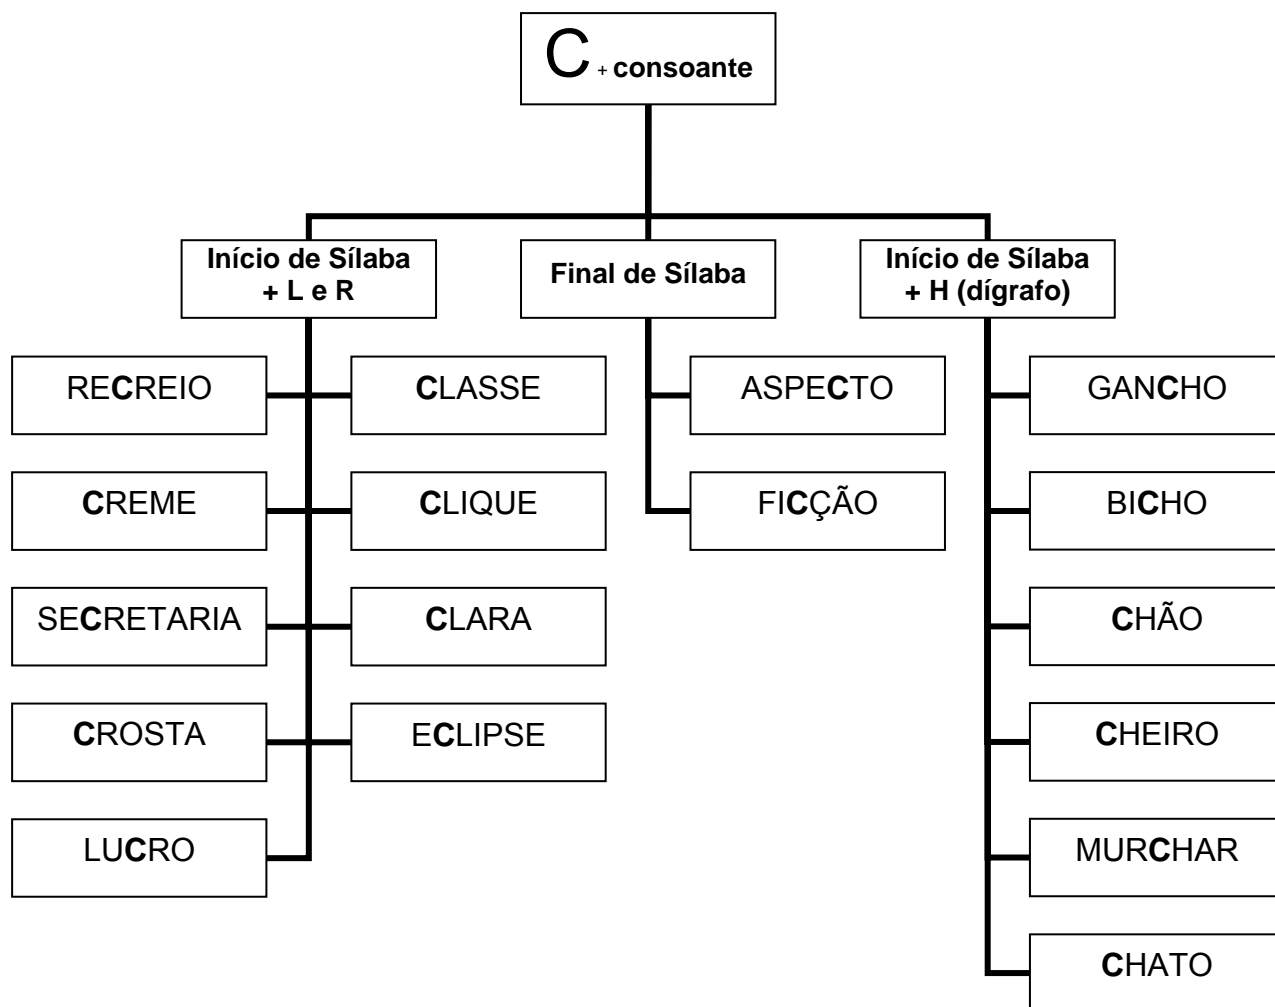 C + consoante
Início de Sílaba
+ L e R
Final de Sílaba
Início de Sílaba
+ H (dígrafo)
RECREIO
CLASSE
ASPECTO
GANCHO
CREME
CLIQUE
FICÇÃO
BICHO
SECRETARIA
CLARA
CHÃO
CROSTA
ECLIPSE
CHEIRO
LUCRO
MURCHAR
CHATO